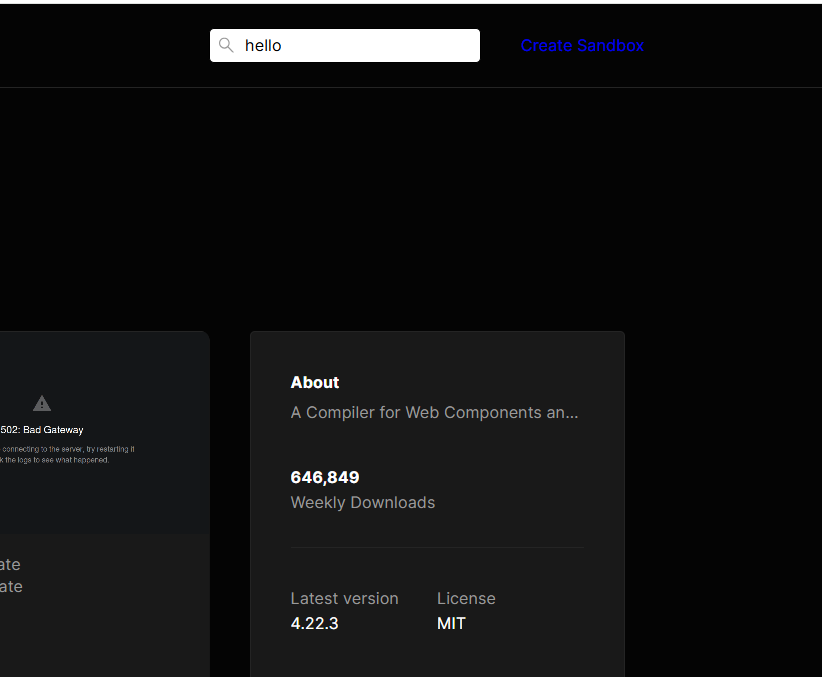 hello
Create Sandbox
502: Bad Gateway
connecting to the server, try restarting it
the logs to see what happened.
ate
ate
About
A Compiler for Web Components an...
646,849
Weekly Downloads
Latest version
License
4.22.3
MIT